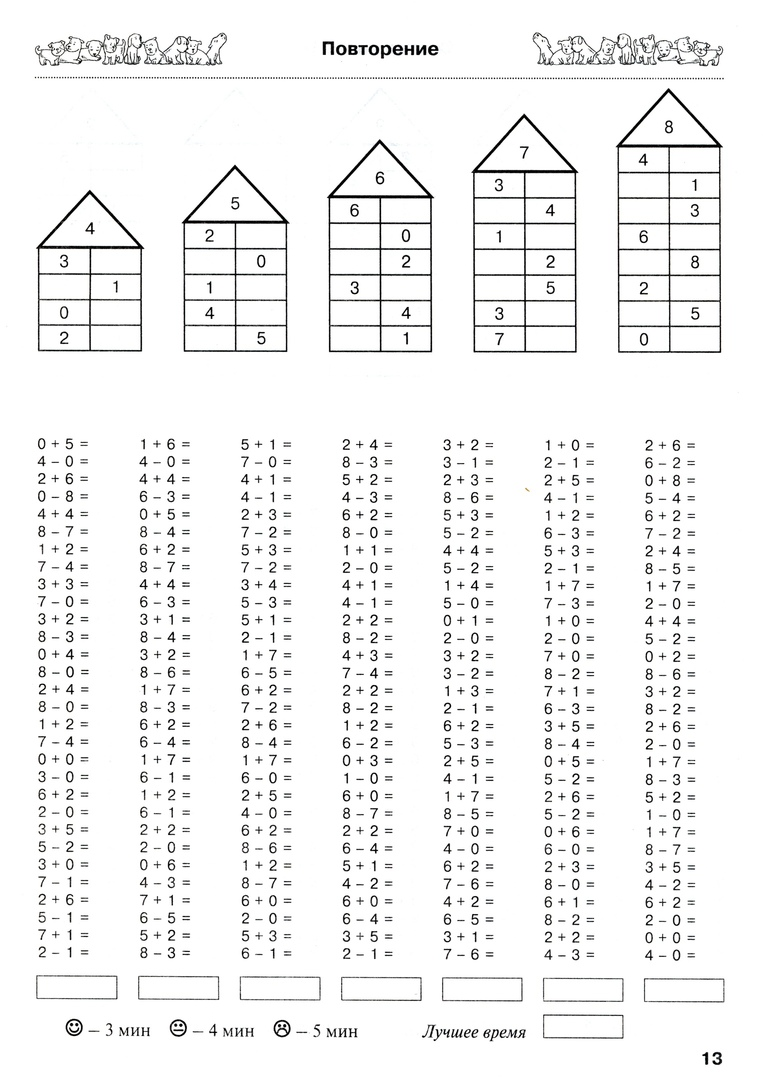 Повторение
8
7
4
6
3
1
5
6
4
3
4
2
0
1
6
3
0
2
2
8
1
1
3
5
2
0
4
4
3
5
2
5
1
7
0
0 + 5 = 1 + 6 = 5 + 1 = 2 + 4 = 3 + 2 = 1 + 0 = 2 + 6 =
4 – 0 = 4 – 0 = 7 – 0 = 8 – 3 = 3 – 1 = 2 – 1 = 6 – 2 =
2 + 6 = 4 + 4 = 4 + 1 = 5 + 2 = 2 + 3 = 2 + 5 = 0 + 8 =
0 – 8 = 6 – 3 = 4 – 1 = 4 – 3 = 8 – 6 = 4 – 1 = 5 – 4 =
4 + 4 = 0 + 5 = 2 + 3 = 6 + 2 = 5 + 3 = 1 + 2 = 6 + 2 =
8 – 7 = 8 – 4 = 7 – 2 = 8 – 0 = 5 – 2 = 6 – 3 = 7 – 2 =
1 + 2 = 6 + 2 = 5 + 3 = 1 + 1 = 4 + 4 = 5 + 3 = 2 + 4 =
7 – 4 = 8 – 7 = 7 – 2 = 2 – 0 = 5 – 2 = 2 – 1 = 8 – 5 =
3 + 3 = 4 + 4 = 3 + 4 = 4 + 1 = 1 + 4 = 1 + 7 = 1 + 7 =
7 – 0 = 6 – 3 = 5 – 3 = 4 – 1 = 5 – 0 = 7 – 3 = 2 – 0 =
3 + 2 = 3 + 1 = 5 + 1 = 2 + 2 = 0 + 1 = 1 + 0 = 4 + 4 =
8 – 3 = 8 – 4 = 2 – 1 = 8 – 2 = 2 – 0 = 2 – 0 = 5 – 2 =
0 + 4 = 3 + 2 = 1 + 7 = 4 + 3 = 3 + 2 = 7 + 0 = 0 + 2 =
8 – 0 = 8 – 6 = 6 – 5 = 7 – 4 = 3 – 2 = 8 – 2 = 8 – 6 =
2 + 4 = 1 + 7 = 6 + 2 = 2 + 2 = 1 + 3 = 7 + 1 = 3 + 2 =
8 – 0 = 8 – 3 = 7 – 2 = 8 – 2 = 2 – 1 = 6 – 3 = 8 – 2 =
1 + 2 = 6 + 2 = 2 + 6 = 1 + 2 = 6 + 2 = 3 + 5 = 2 + 6 =
7 – 4 = 6 – 4 = 8 – 4 = 6 – 2 = 5 – 3 = 8 – 4 = 2 – 0 =
0 + 0 = 1 + 7 = 1 + 7 = 0 + 3 = 2 + 5 = 0 + 5 = 1 + 7 =
3 – 0 = 6 – 1 = 6 – 0 = 1 – 0 = 4 – 1 = 5 – 2 = 8 – 3 =
6 + 2 = 1 + 2 = 2 + 5 = 6 + 0 = 1 + 7 = 2 + 6 = 5 + 2 =
2 – 0 = 6 – 1 = 4 – 0 = 8 – 7 = 8 – 5 = 5 – 2 = 1 – 0 =
3 + 5 = 2 + 2 = 6 + 2 = 2 + 2 = 7 + 0 = 0 + 6 = 1 + 7 =
5 – 2 = 2 – 0 = 8 – 6 = 6 – 4 = 4 – 0 = 6 – 0 = 8 – 7 =
3 + 0 = 0 + 6 = 1 + 2 = 5 + 1 = 6 + 2 = 2 + 3 = 3 + 5 =
7 – 1 = 4 – 3 = 8 – 7 = 4 – 2 = 7 – 6 = 8 – 0 = 4 – 2 =
2 + 6 = 7 + 1 = 6 + 0 = 6 + 0 = 4 + 2 = 6 + 1 = 6 + 2 =
5 – 1 = 6 – 5 = 2 – 0 = 6 – 4 = 6 – 5 = 8 – 2 = 2 – 0 =
7 + 1 = 5 + 2 = 5 + 3 = 3 + 5 = 3 + 1 = 2 + 2 = 0 + 0 =
2 – 1 = 8 – 3 = 6 – 1 = 2 – 1 = 7 – 6 = 4 – 3 = 4 – 0 =
– 3 мин – 4 мин – 5 мин Лучшее время
13